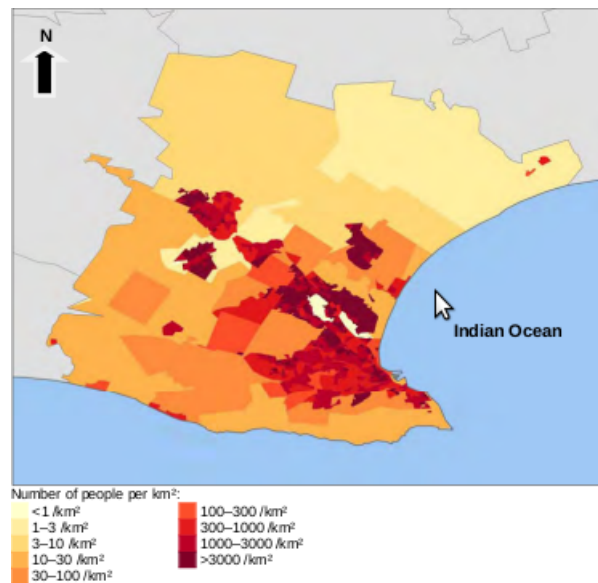 N
Indian Ocean
Number of people per km²:
<1 /km²
1–3 /km²
3–10 /km²
10–30 /km²
30–100 /km²
100–300 /km²
300–1000 /km²
1000–3000 /km²
>3000 /km²